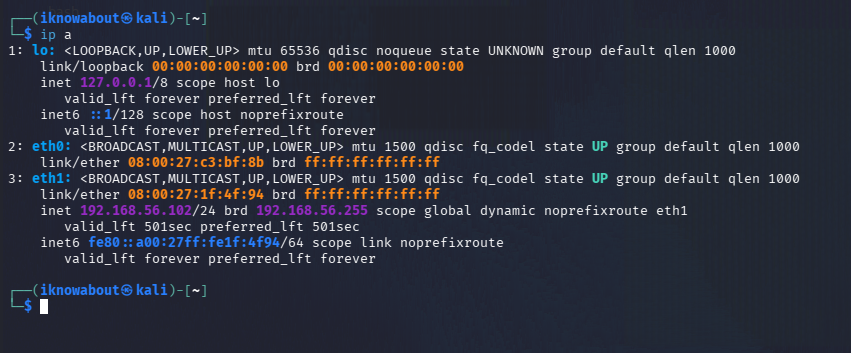 ┌──(iknowabout㉿kali)-[~]
└─$ ip a
1: lo: <LOOPBACK,UP,LOWER_UP> mtu 65536 qdisc noqueue state UNKNOWN group default qlen 1000
    link/loopback 00:00:00:00:00:00 brd 00:00:00:00:00:00
    inet 127.0.0.1/8 scope host lo
       valid_lft forever preferred_lft forever
    inet6 ::1/128 scope host noprefixroute
       valid_lft forever preferred_lft forever
2: eth0: <BROADCAST,MULTICAST,UP,LOWER_UP> mtu 1500 qdisc fq_codel state UP group default qlen 1000
    link/ether 08:00:27:c3:bf:8b brd ff:ff:ff:ff:ff:ff
3: eth1: <BROADCAST,MULTICAST,UP,LOWER_UP> mtu 1500 qdisc fq_codel state UP group default qlen 1000
    link/ether 08:00:27:1f:4f:94 brd ff:ff:ff:ff:ff:ff
    inet 192.168.56.102/24 brd 192.168.56.255 scope global dynamic noprefixroute eth1
       valid_lft 501sec preferred_lft 501sec
    inet6 fe80::a00:27ff:fe1f:4f94/64 scope link noprefixroute
       valid_lft forever preferred_lft forever
┌──(iknowabout㉿kali)-[~]
└─$